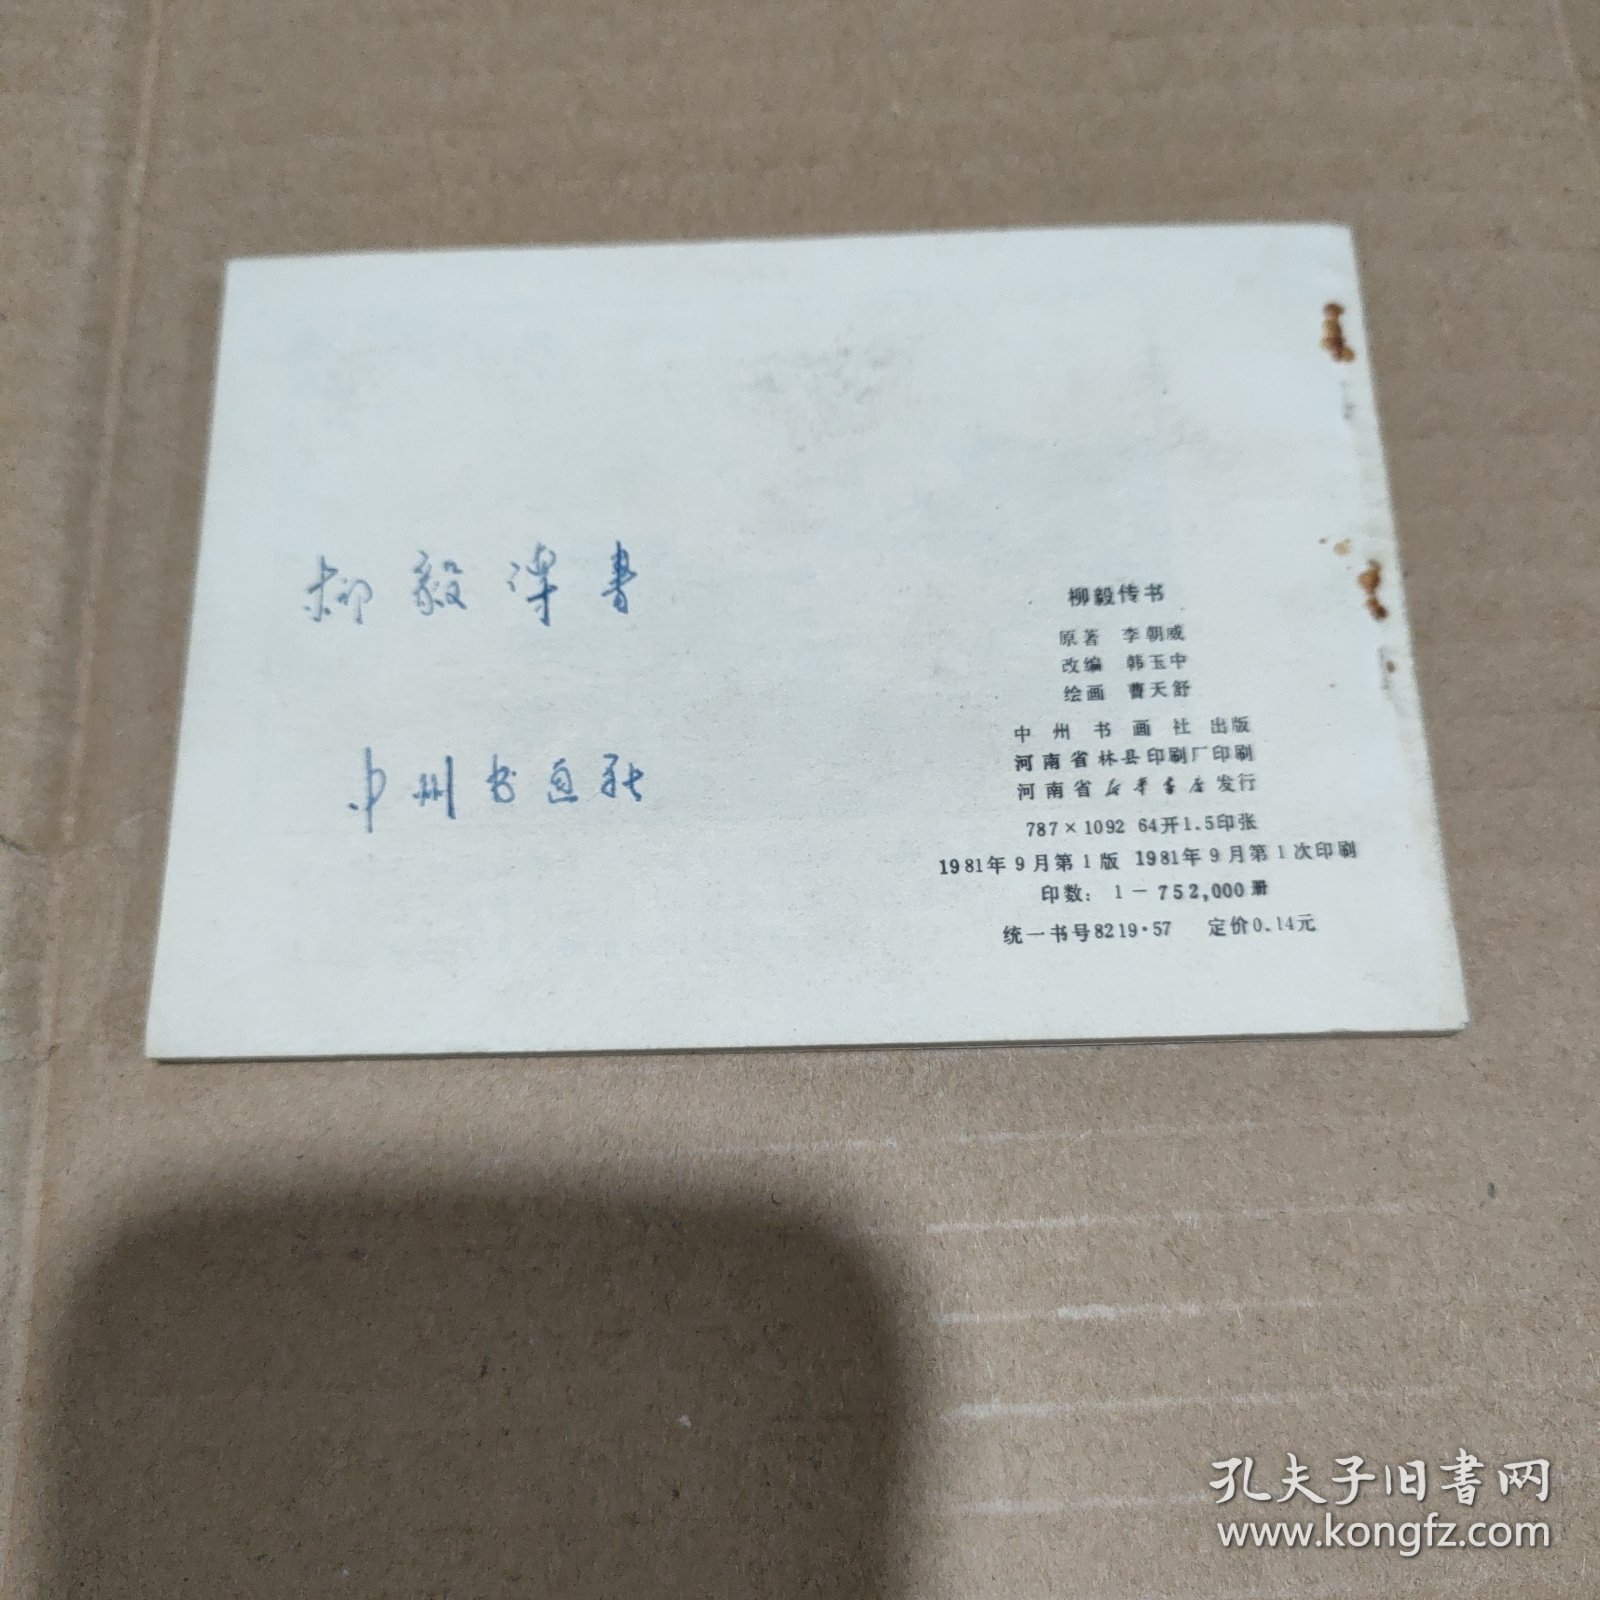 柳毅傳書
中州书画社
柳毅传书
原著 李朝威
改编 韩玉中
绘画 曹天舒
中州书画社出版
河南省林县印刷厂印刷
河南省新华书店发行
787×1092 64开1.5印张
1981年9月第1版 1981年9月第1次印刷
印数：1—752,000册
统一书号8219·57 定价0.14元
孔夫子旧书网
www.kongfz.com